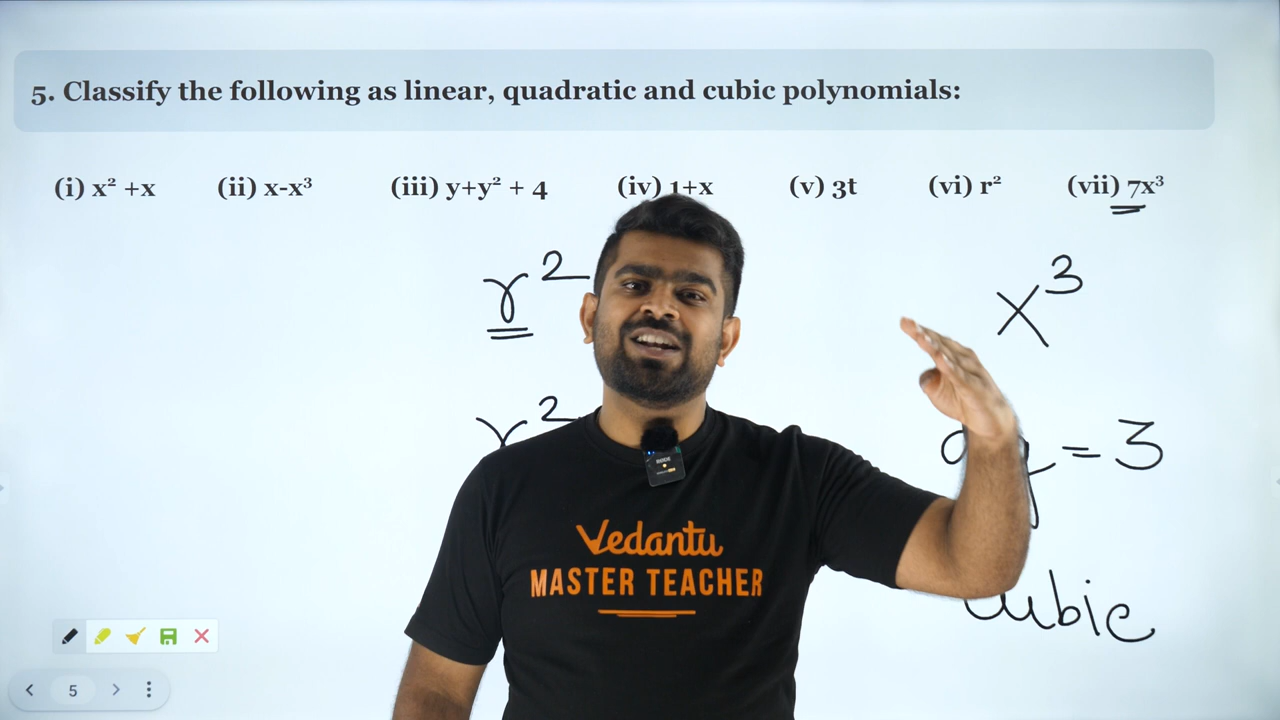 5. Classify the following as linear, quadratic and cubic polynomials:
(i) x² +x (ii) x-x³ (iii) y+y² + 4 (iv) 1+x (v) 3t (vi) r² (vii) 7x³
r² x³
= 3
Vedantu
MASTER TEACHER
5